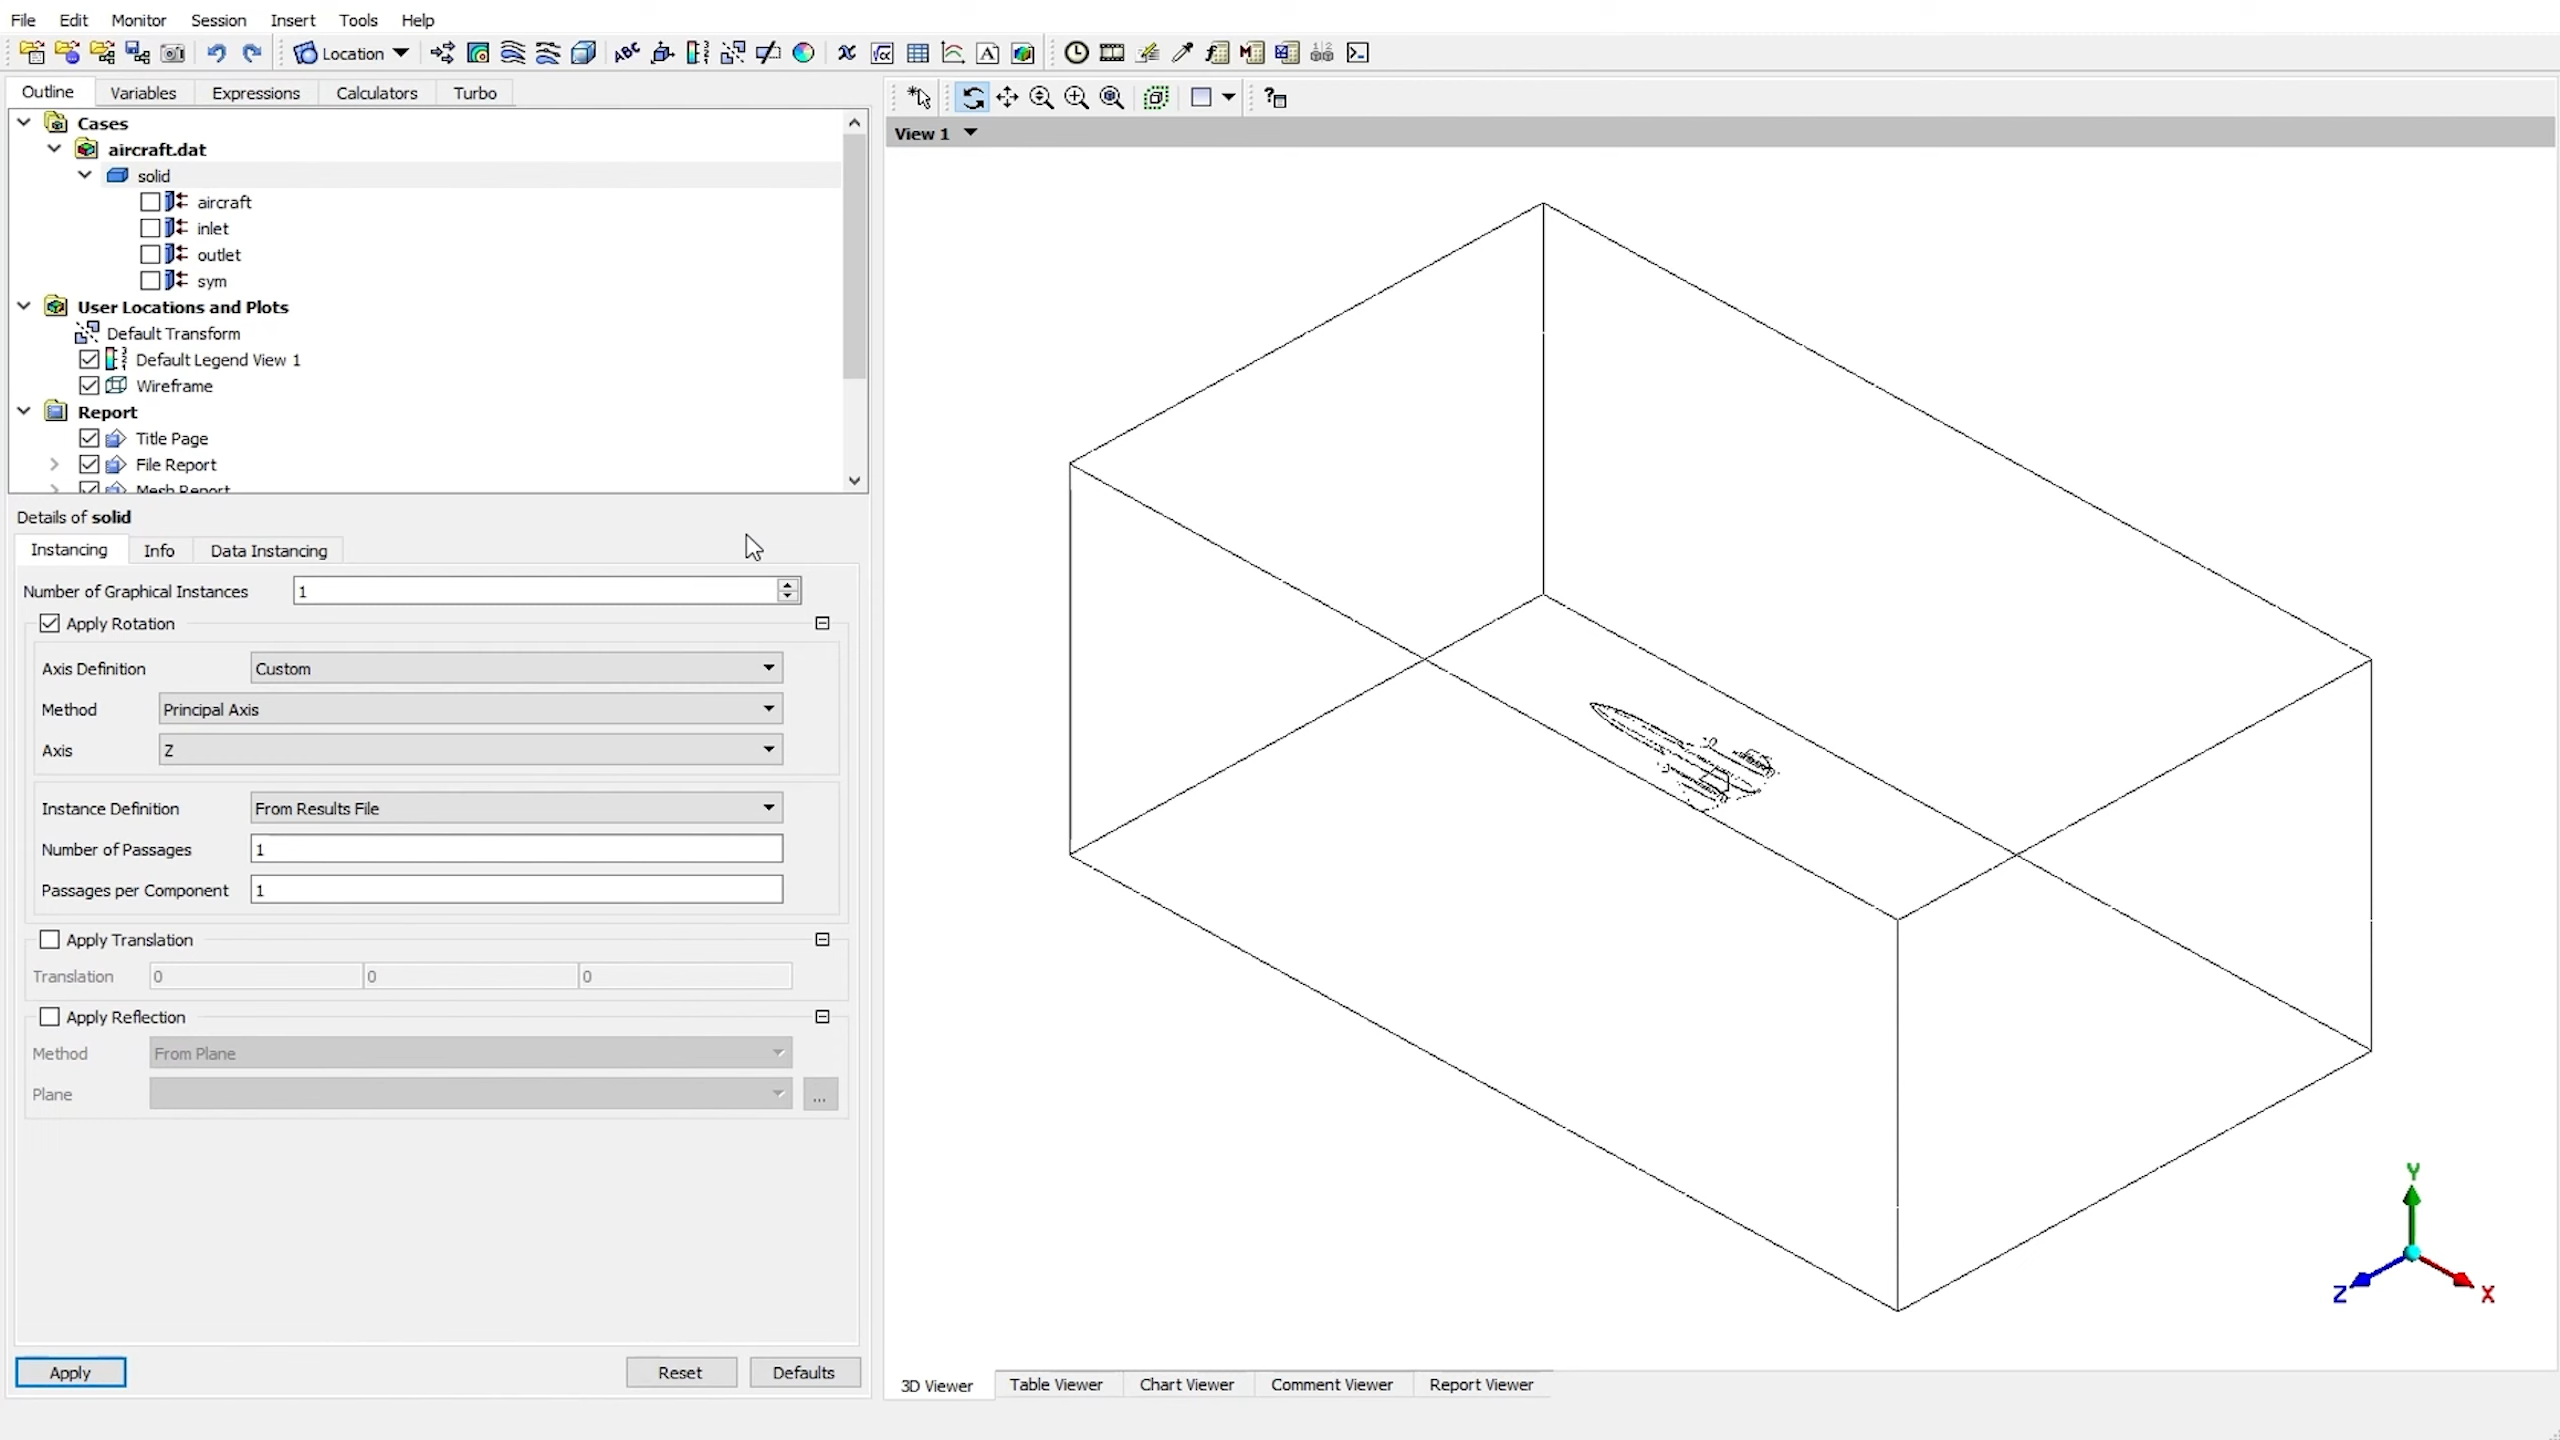 File Edit Monitor Session Insert Tools Help
Location
Outline Variables Expressions Calculators Turbo
Cases
aircraft.dat
solid
aircraft
inlet
outlet
sym
User Locations and Plots
Default Transform
Default Legend View 1
Wireframe
Report
Title Page
File Report
Mesh Report
Details of solid
Instancing Info Data Instancing
Number of Graphical Instances 1
Apply Rotation
Axis Definition Custom
Method Principal Axis
Axis Z
Instance Definition From Results File
Number of Passages 1
Passages per Component 1
Apply Translation
Translation 0 0 0
Apply Reflection
Method From Plane
Plane ...
Apply Reset Defaults
View 1
Y
Z X
3D Viewer Table Viewer Chart Viewer Comment Viewer Report Viewer